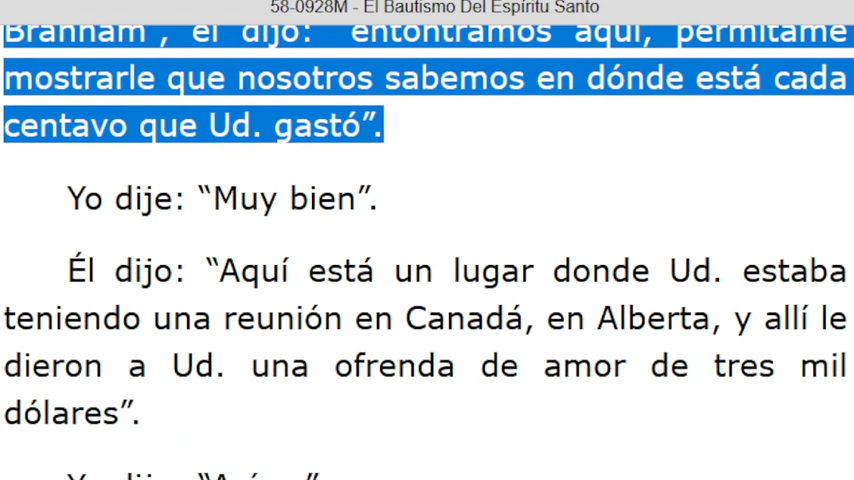 58-0928M - El Bautismo Del Espíritu Santo
Branham", él dijo: "entontramos aquí, permítame
mostrarle que nosotros sabemos en dónde está cada
centavo que Ud. gastó”.
Yo dije: “Muy bien”.
Él dijo: “Aquí está un lugar donde Ud. estaba
teniendo una reunión en Canadá, en Alberta, y allí le
dieron a Ud. una ofrenda de amor de tres mil
dólares”.